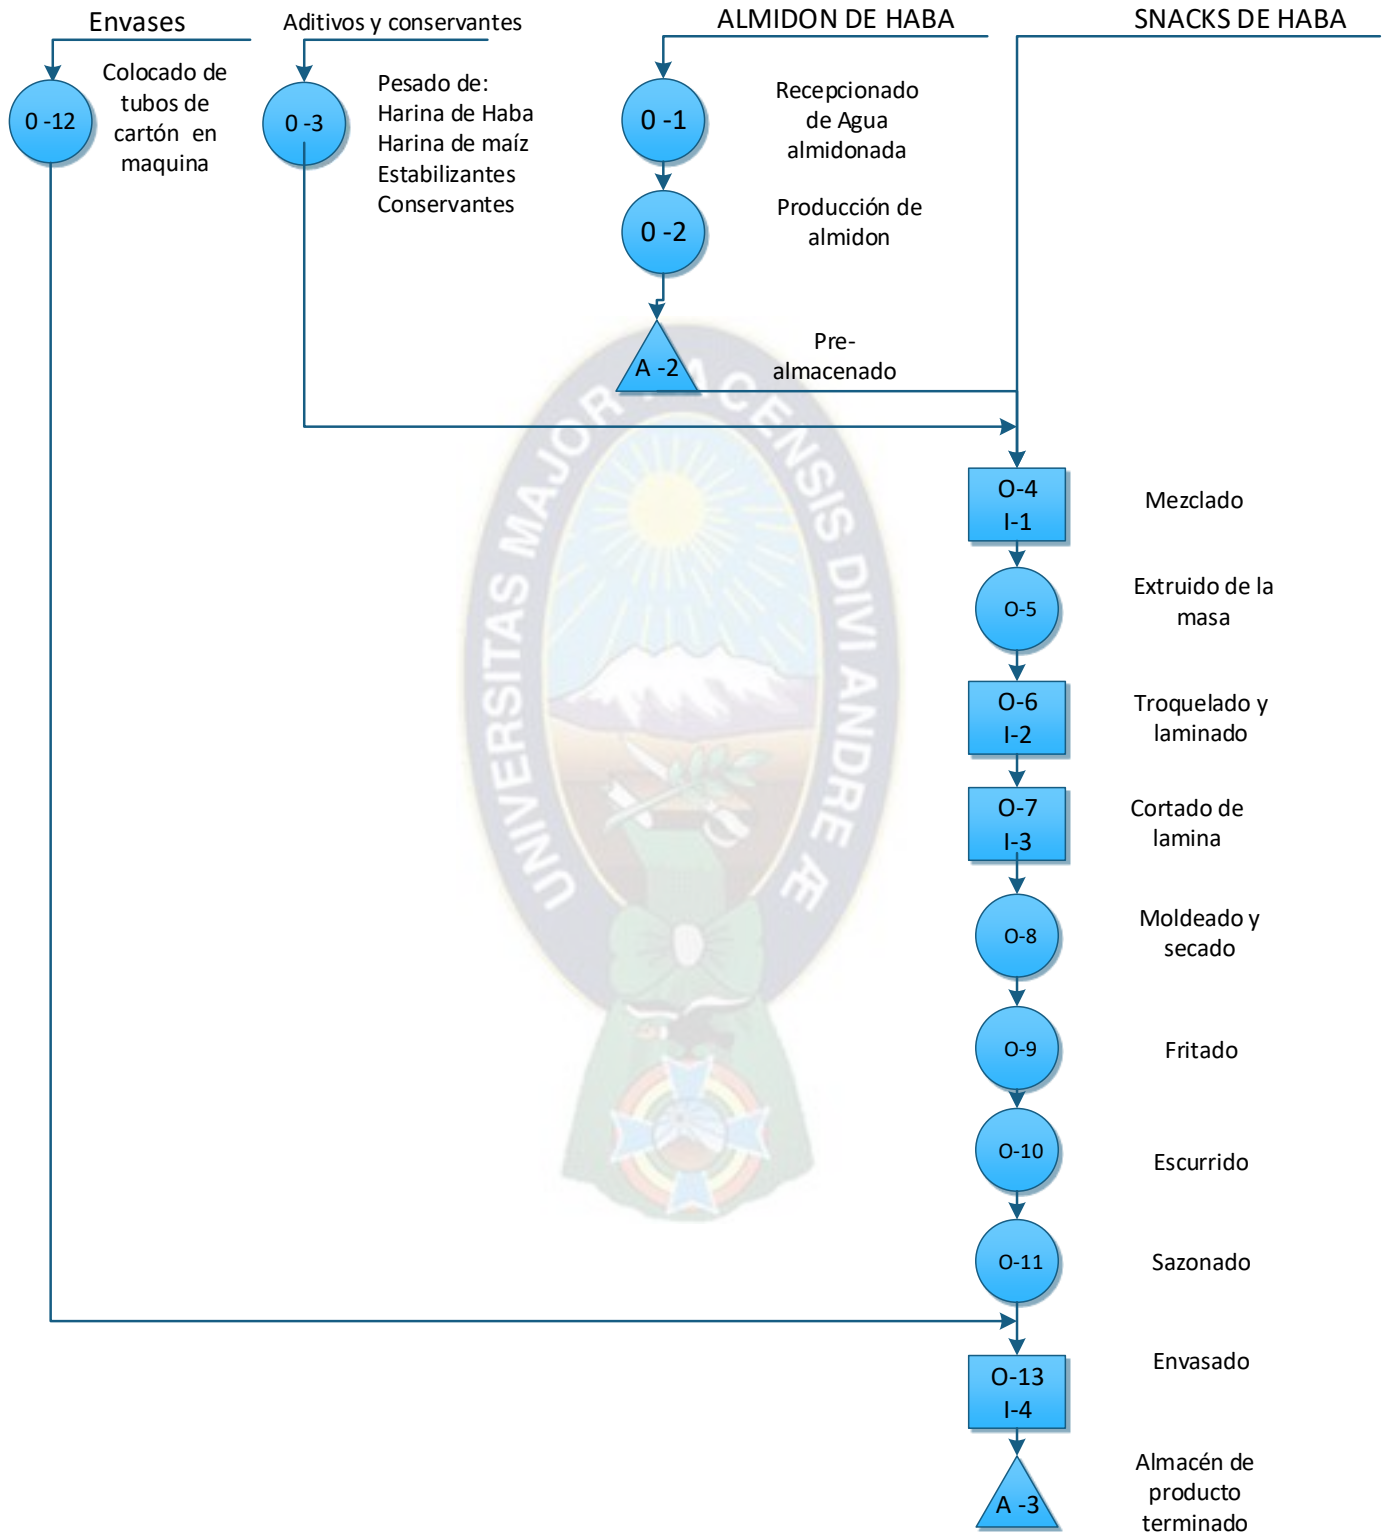 Envases
Aditivos y conservantes
ALMIDON DE HABA
SNACKS DE HABA
0 -12
Colocado de
tubos de
cartón en
maquina
0 -3
Pesado de:
Harina de Haba
Harina de maíz
Estabilizantes
Conservantes
0 -1
Recepcionado
de Agua
almidonada
0 -2
Producción de
almidon
A -2
Pre-
almacenado
UNIVERSITAS MAJOR PACENSIS DIVI ANDRE Æ
O-4
I-1
Mezclado
O-5
Extruido de la
masa
O-6
I-2
Troquelado y
laminado
O-7
I-3
Cortado de
lamina
O-8
Moldeado y
secado
O-9
Fritado
O-10
Escurrido
O-11
Sazonado
O-13
I-4
Envasado
A -3
Almacén de
producto
terminado